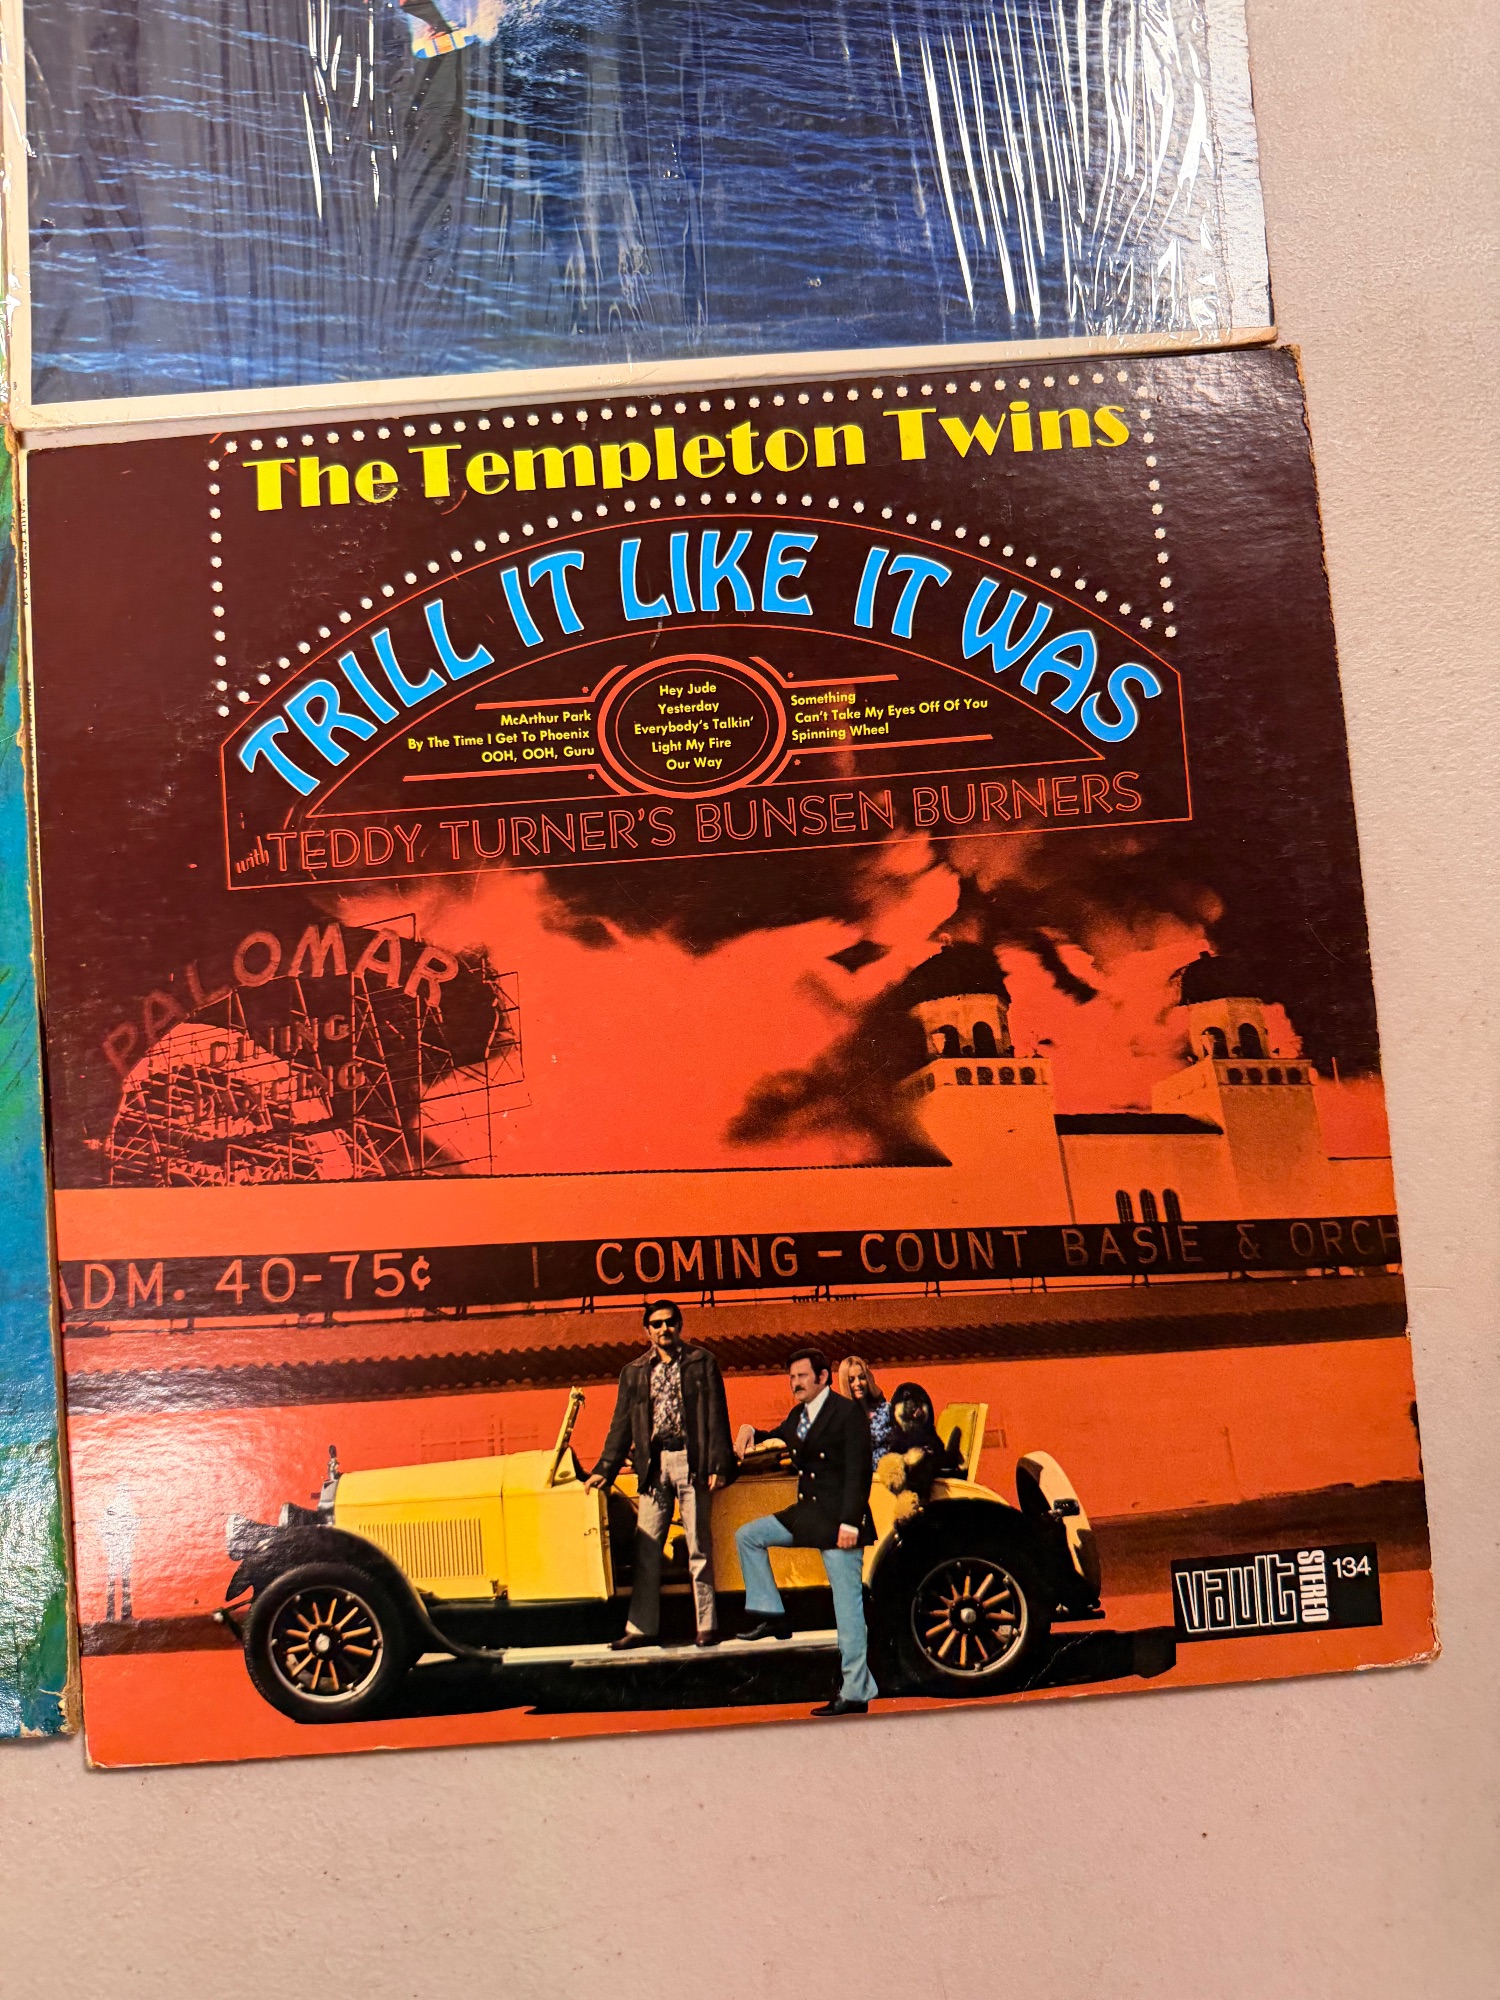 The Templeton Twins
TRILL IT LIKE IT WAS
McArthur Park
By The Time I Get To Phoenix
OOH, OOH, Guru
Hey Jude
Yesterday
Everybody's Talkin'
Light My Fire
Our Way
Something
Can't Take My Eyes Off Of You
Spinning Wheel
with TEDDY TURNER'S BUNSEN BURNERS
PALOMAR
DINING
DANCING
ADM. 40-75¢ | COMING - COUNT BASIE & ORCH
vault STEREO 134